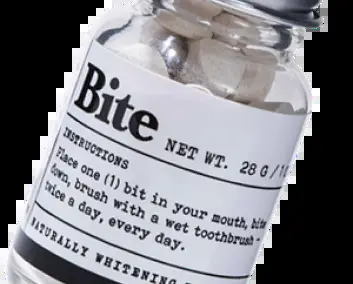 Bite
NET WT. 28 G / 1
INSTRUCTIONS
Place one (1) bit in your mouth, bite
down, brush with a wet toothbrush -
twice a day, every day.
NATURALLY WHITENING